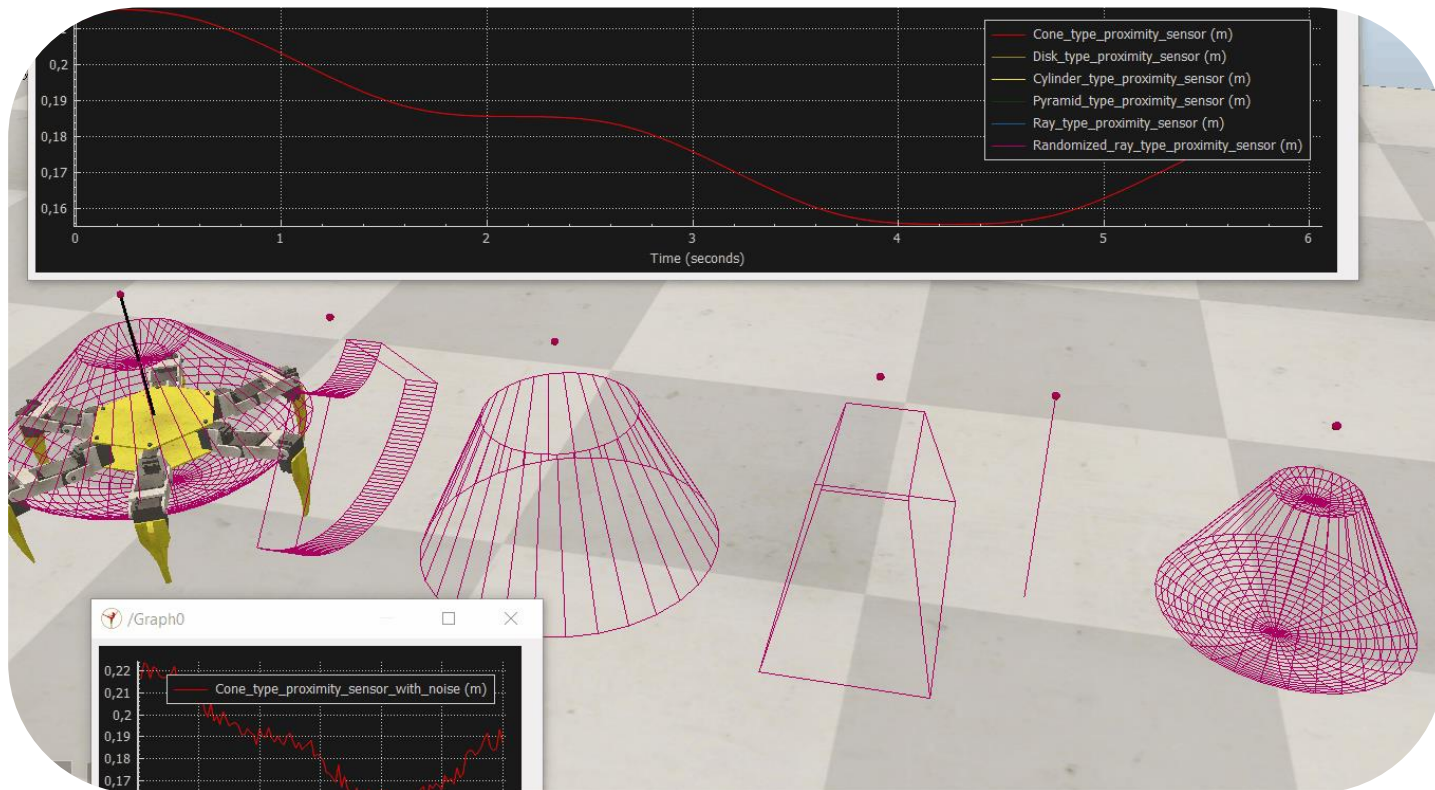 Cone_type_proximity_sensor (m)
Disk_type_proximity_sensor (m)
Cylinder_type_proximity_sensor (m)
Pyramid_type_proximity_sensor (m)
Ray_type_proximity_sensor (m)
Randomized_ray_type_proximity_sensor (m)
0,2
0,19
0,18
0,17
0,16
0 1 2 3 4 5 6
Time (seconds)
/Graph0
Cone_type_proximity_sensor_with_noise (m)
0,22
0,21
0,2
0,19
0,18
0,17